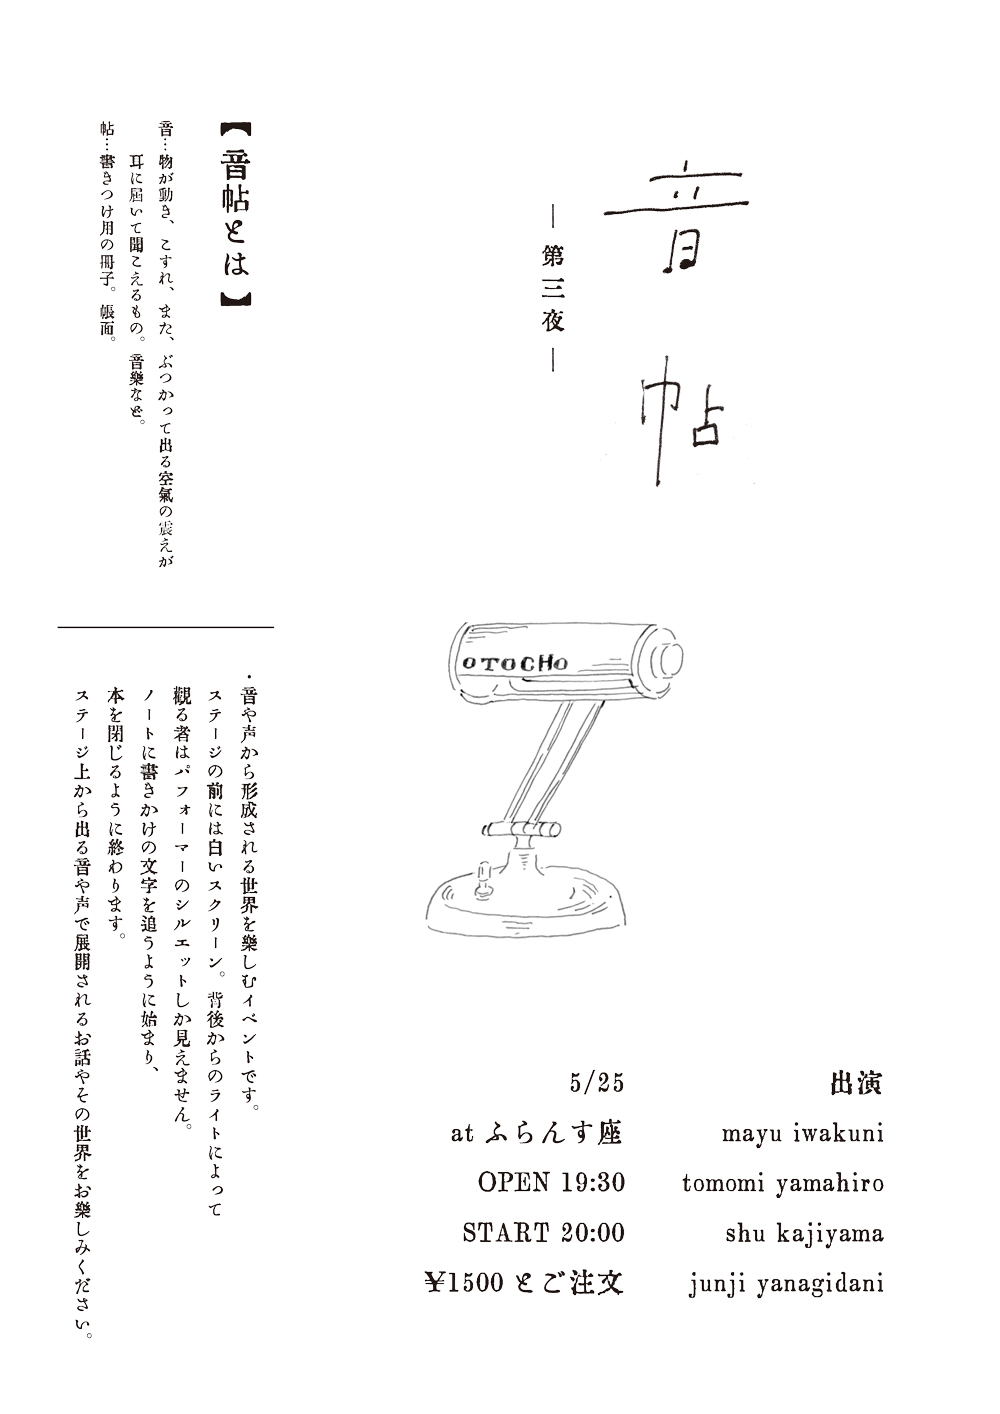 音帖
― 第三夜 ―
【音帖とは】
音…物が動き、こすれ、また、ぶつかって出る空氣の震えが
耳に屆いて聞こえるもの。音樂など。
帖…書きつけ用の冊子。帳面。
・音や声から形成される世界を樂しむイベントです。
ステージの前には白いスクリーン。背後からのライトによって
觀る者はパフォーマーのシルエットしか見えません。
ノートに書きかけの文字を追うように始まり、
本を閉じるように終わります。
ステージ上から出る音や声で展開されるお話やその世界をお樂しみください。
OTOCHO
5/25
at ふらんす座
OPEN 19:30
START 20:00
¥1500 とご注文
出演
mayu iwakuni
tomomi yamahiro
shu kajiyama
junji yanagidani